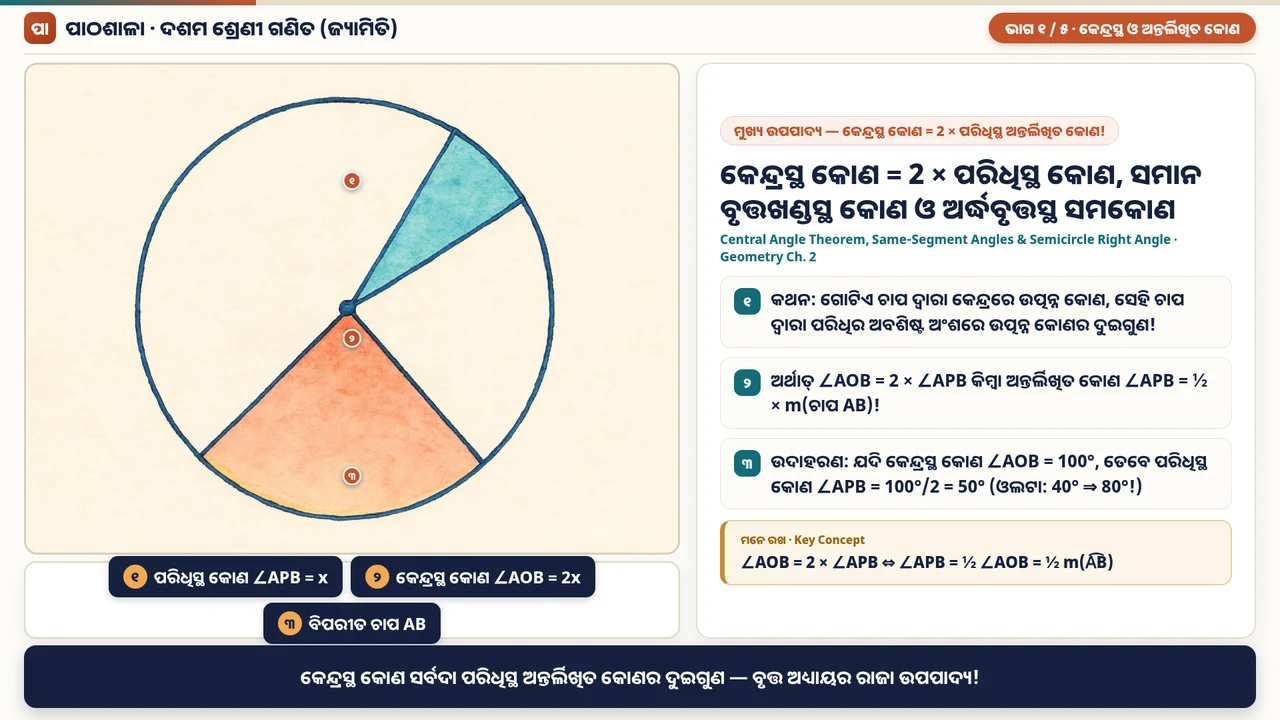 ପା
ପାଠଶାଳା · ଦଶମ ଶ୍ରେଣୀ ଗଣିତ (ଜ୍ୟାମିତି)
ଭାଗ ୧ / ୫ · କେନ୍ଦ୍ରସ୍ଥ ଓ ଅନ୍ତର୍ଲିଖିତ କୋଣ
୧
୨
୩
୧ ପରିଧିସ୍ଥ କୋଣ ∠APB = x
୨ କେନ୍ଦ୍ରସ୍ଥ କୋଣ ∠AOB = 2x
୩ ବିପରୀତ ଚାପ AB
ମୁଖ୍ୟ ଉପପାଦ୍ୟ — କେନ୍ଦ୍ରସ୍ଥ କୋଣ = 2 × ପରିଧିସ୍ଥ ଅନ୍ତର୍ଲିଖିତ କୋଣ!
କେନ୍ଦ୍ରସ୍ଥ କୋଣ = 2 × ପରିଧିସ୍ଥ କୋଣ, ସମାନ
ବୃତ୍ତଖଣ୍ଡସ୍ଥ କୋଣ ଓ ଅର୍ଦ୍ଧବୃତ୍ତସ୍ଥ ସମକୋଣ
Central Angle Theorem, Same-Segment Angles & Semicircle Right Angle ·
Geometry Ch. 2
୧ କଥନ: ଗୋଟିଏ ଚାପ ଦ୍ୱାରା କେନ୍ଦ୍ରରେ ଉତ୍ପନ୍ନ କୋଣ, ସେହି ଚାପ
ଦ୍ୱାରା ପରିଧିର ଅବଶିଷ୍ଟ ଅଂଶରେ ଉତ୍ପନ୍ନ କୋଣର ଦୁଇଗୁଣ!
୨ ଅର୍ଥାତ୍ ∠AOB = 2 × ∠APB କିମ୍ବା ଅନ୍ତର୍ଲିଖିତ କୋଣ ∠APB = ½
× m(ଚାପ AB)!
୩ ଉଦାହରଣ: ଯଦି କେନ୍ଦ୍ରସ୍ଥ କୋଣ ∠AOB = 100°, ତେବେ ପରିଧିସ୍ଥ
କୋଣ ∠APB = 100°/2 = 50° (ଓଲଟା: 40° ⇒ 80°!)
ମନେ ରଖ · Key Concept
∠AOB = 2 × ∠APB ⇔ ∠APB = ½ ∠AOB = ½ m(A͡B)
କେନ୍ଦ୍ରସ୍ଥ କୋଣ ସର୍ବଦା ପରିଧିସ୍ଥ ଅନ୍ତର୍ଲିଖିତ କୋଣର ଦୁଇଗୁଣ — ବୃତ୍ତ ଅଧ୍ୟାୟର ରାଜା ଉପପାଦ୍ୟ!